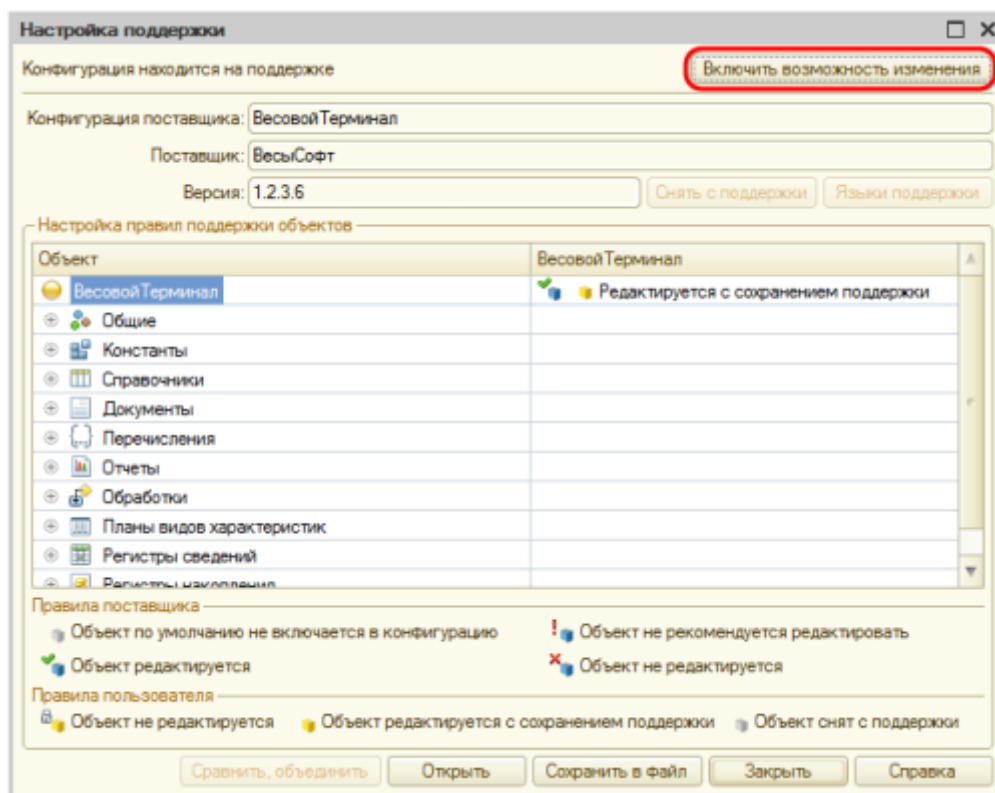 Настройка поддержки
Конфигурация находится на поддержке
Включить возможность изменения
Конфигурация поставщика: ВесовойТерминал
Поставщик: ВесыСофт
Версия: 1.2.3.6
Снять с поддержки
Языки поддержки
Настройка правил поддержки объектов
Объект
ВесовойТерминал
ВесовойТерминал
Редактируется с сохранением поддержки
Общие
Константы
Справочники
Документы
Перечисления
Отчеты
Обработки
Планы видов характеристик
Регистры сведений
Регистры накопления
Правила поставщика
Объект по умолчанию не включается в конфигурацию
Объект не рекомендуется редактировать
Объект редактируется
Объект не редактируется
Правила пользователя
Объект не редактируется
Объект редактируется с сохранением поддержки
Объект снят с поддержки
Сравнить, объединить
Открыть
Сохранить в файл
Закрыть
Справка